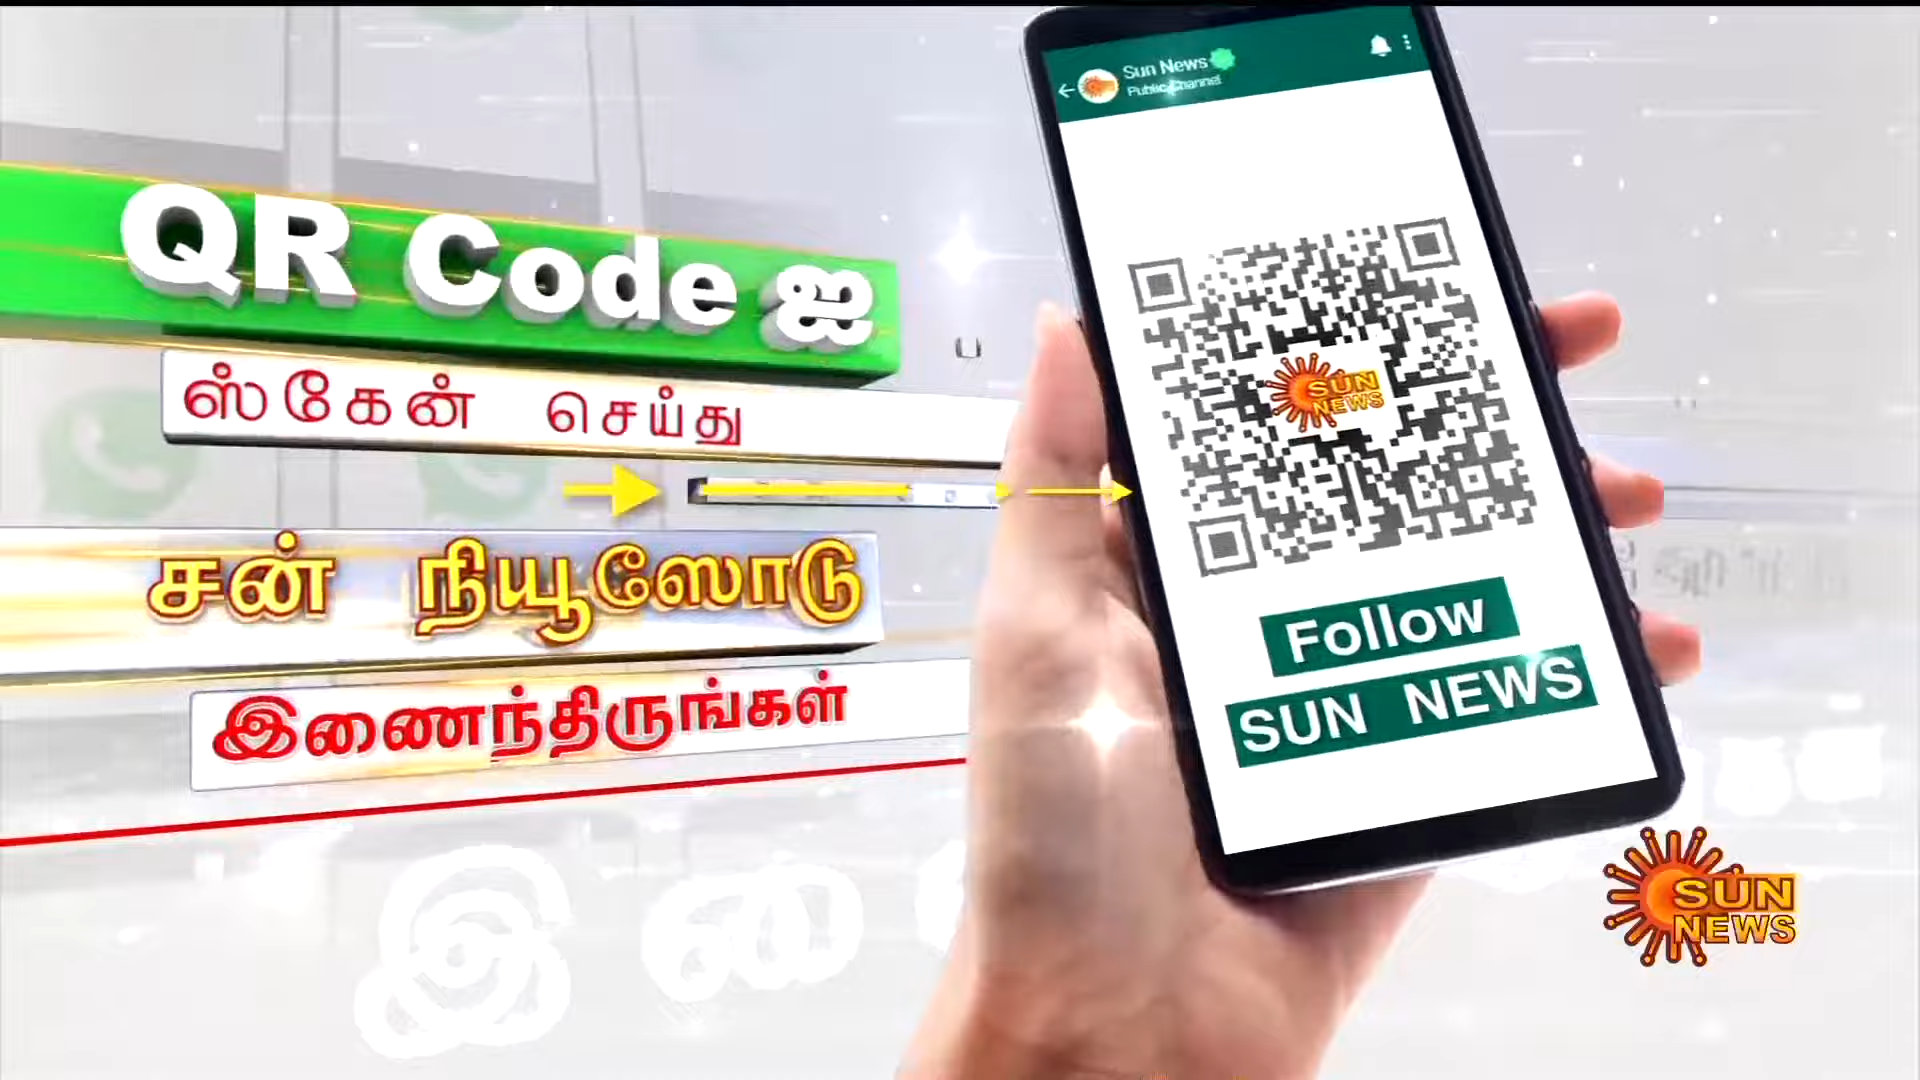 QR Code ஐ
ஸ்கேன் செய்து
சன் நியூஸோடு
இணைந்திருங்கள்
Sun News
Public Channel
SUN
NEWS
Follow
SUN NEWS
SUN
NEWS